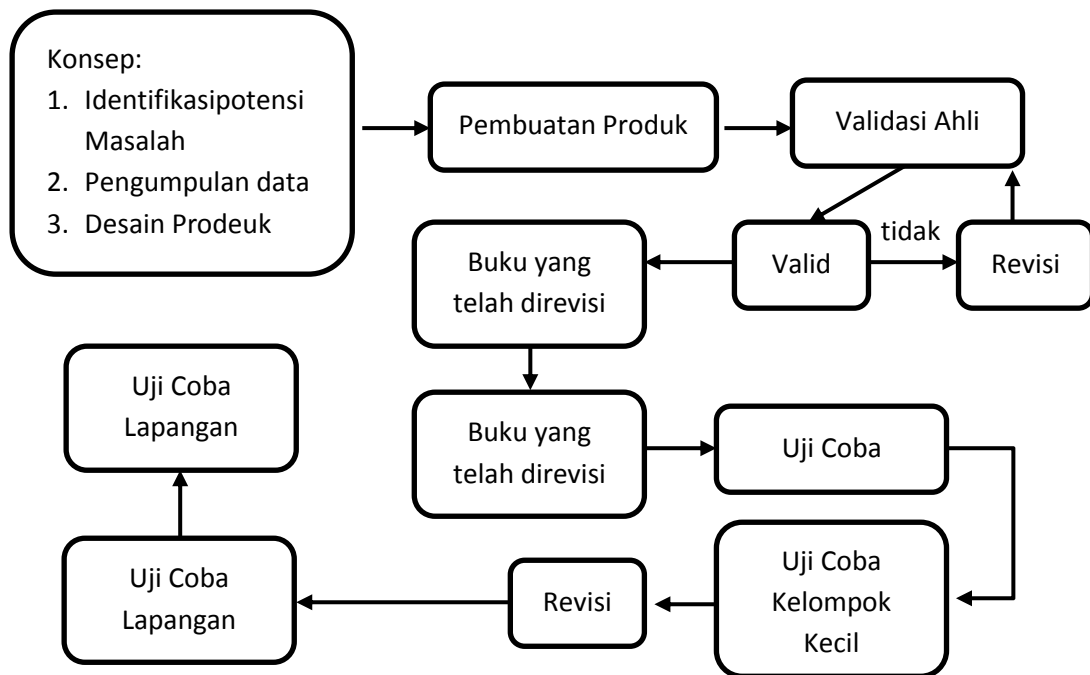 Konsep:
1. Identifikasipotensi
Masalah
2. Pengumpulan data
3. Desain Prodeuk
Pembuatan Produk
Validasi Ahli
Valid
tidak
Revisi
Buku yang
telah direvisi
Buku yang
telah direvisi
Uji Coba
Uji Coba
Kelompok
Kecil
Revisi
Uji Coba
Lapangan
Uji Coba
Lapangan